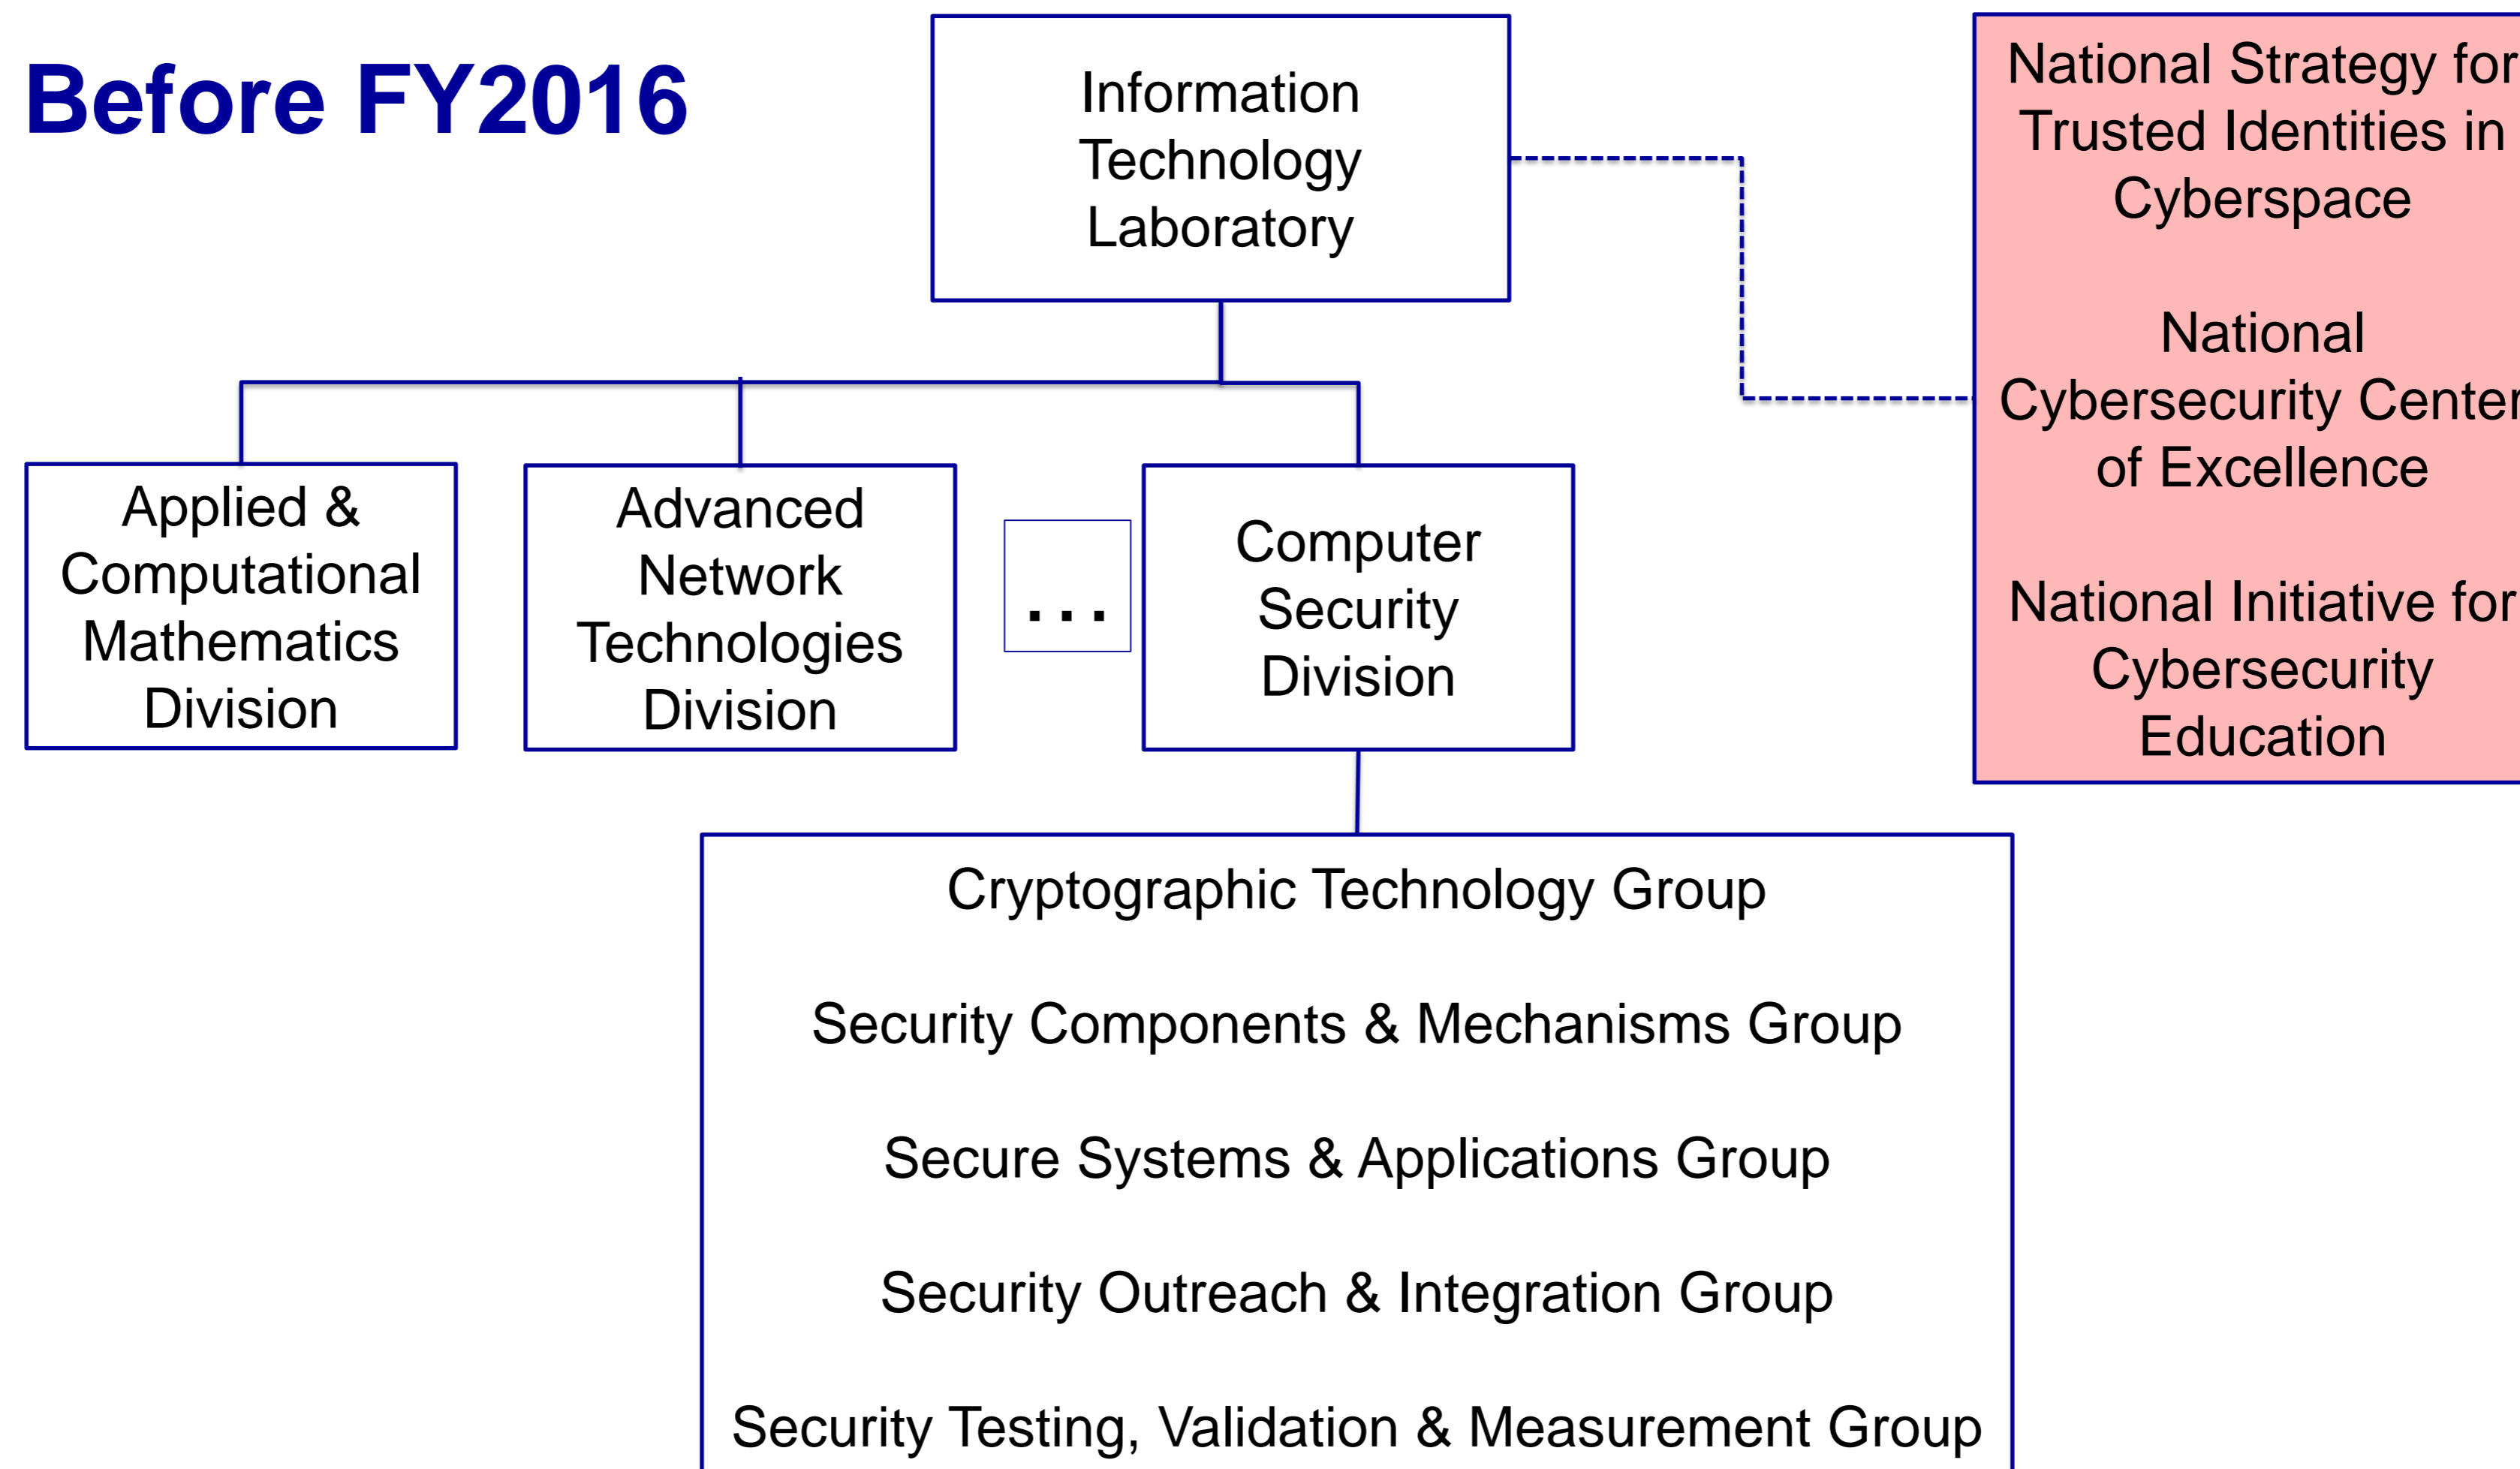 Before FY2016
Information
Technology
Laboratory
National Strategy for
Trusted Identities in
Cyberspace
National
Cybersecurity Center
of Excellence
National Initiative for
Cybersecurity
Education
Applied &
Computational
Mathematics
Division
Advanced
Network
Technologies
Division
...
Computer
Security
Division
Cryptographic Technology Group
Security Components & Mechanisms Group
Secure Systems & Applications Group
Security Outreach & Integration Group
Security Testing, Validation & Measurement Group